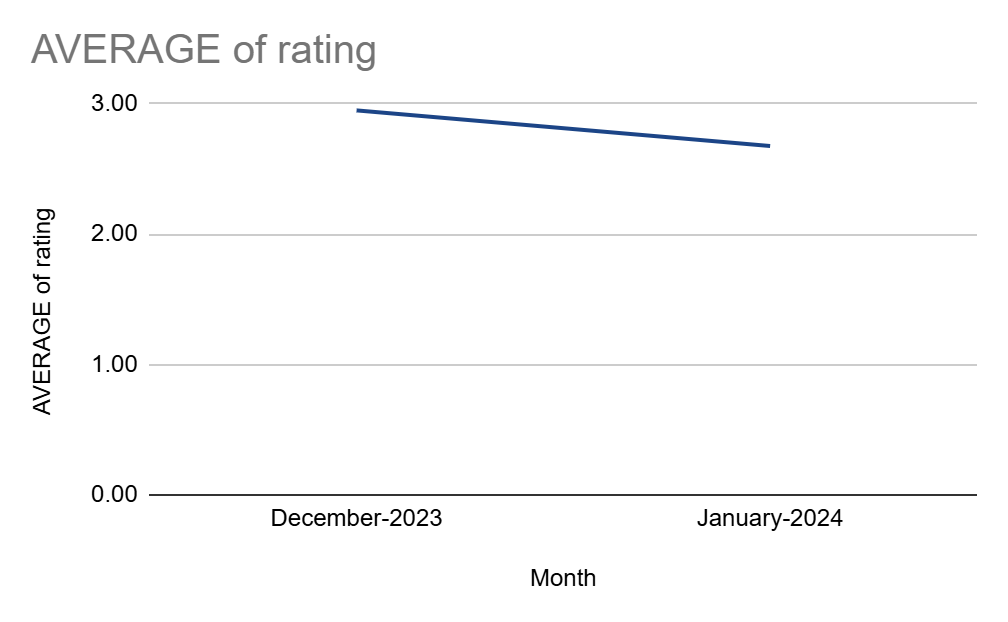 AVERAGE of rating
AVERAGE of rating
3.00
2.00
1.00
0.00
December-2023 January-2024
Month